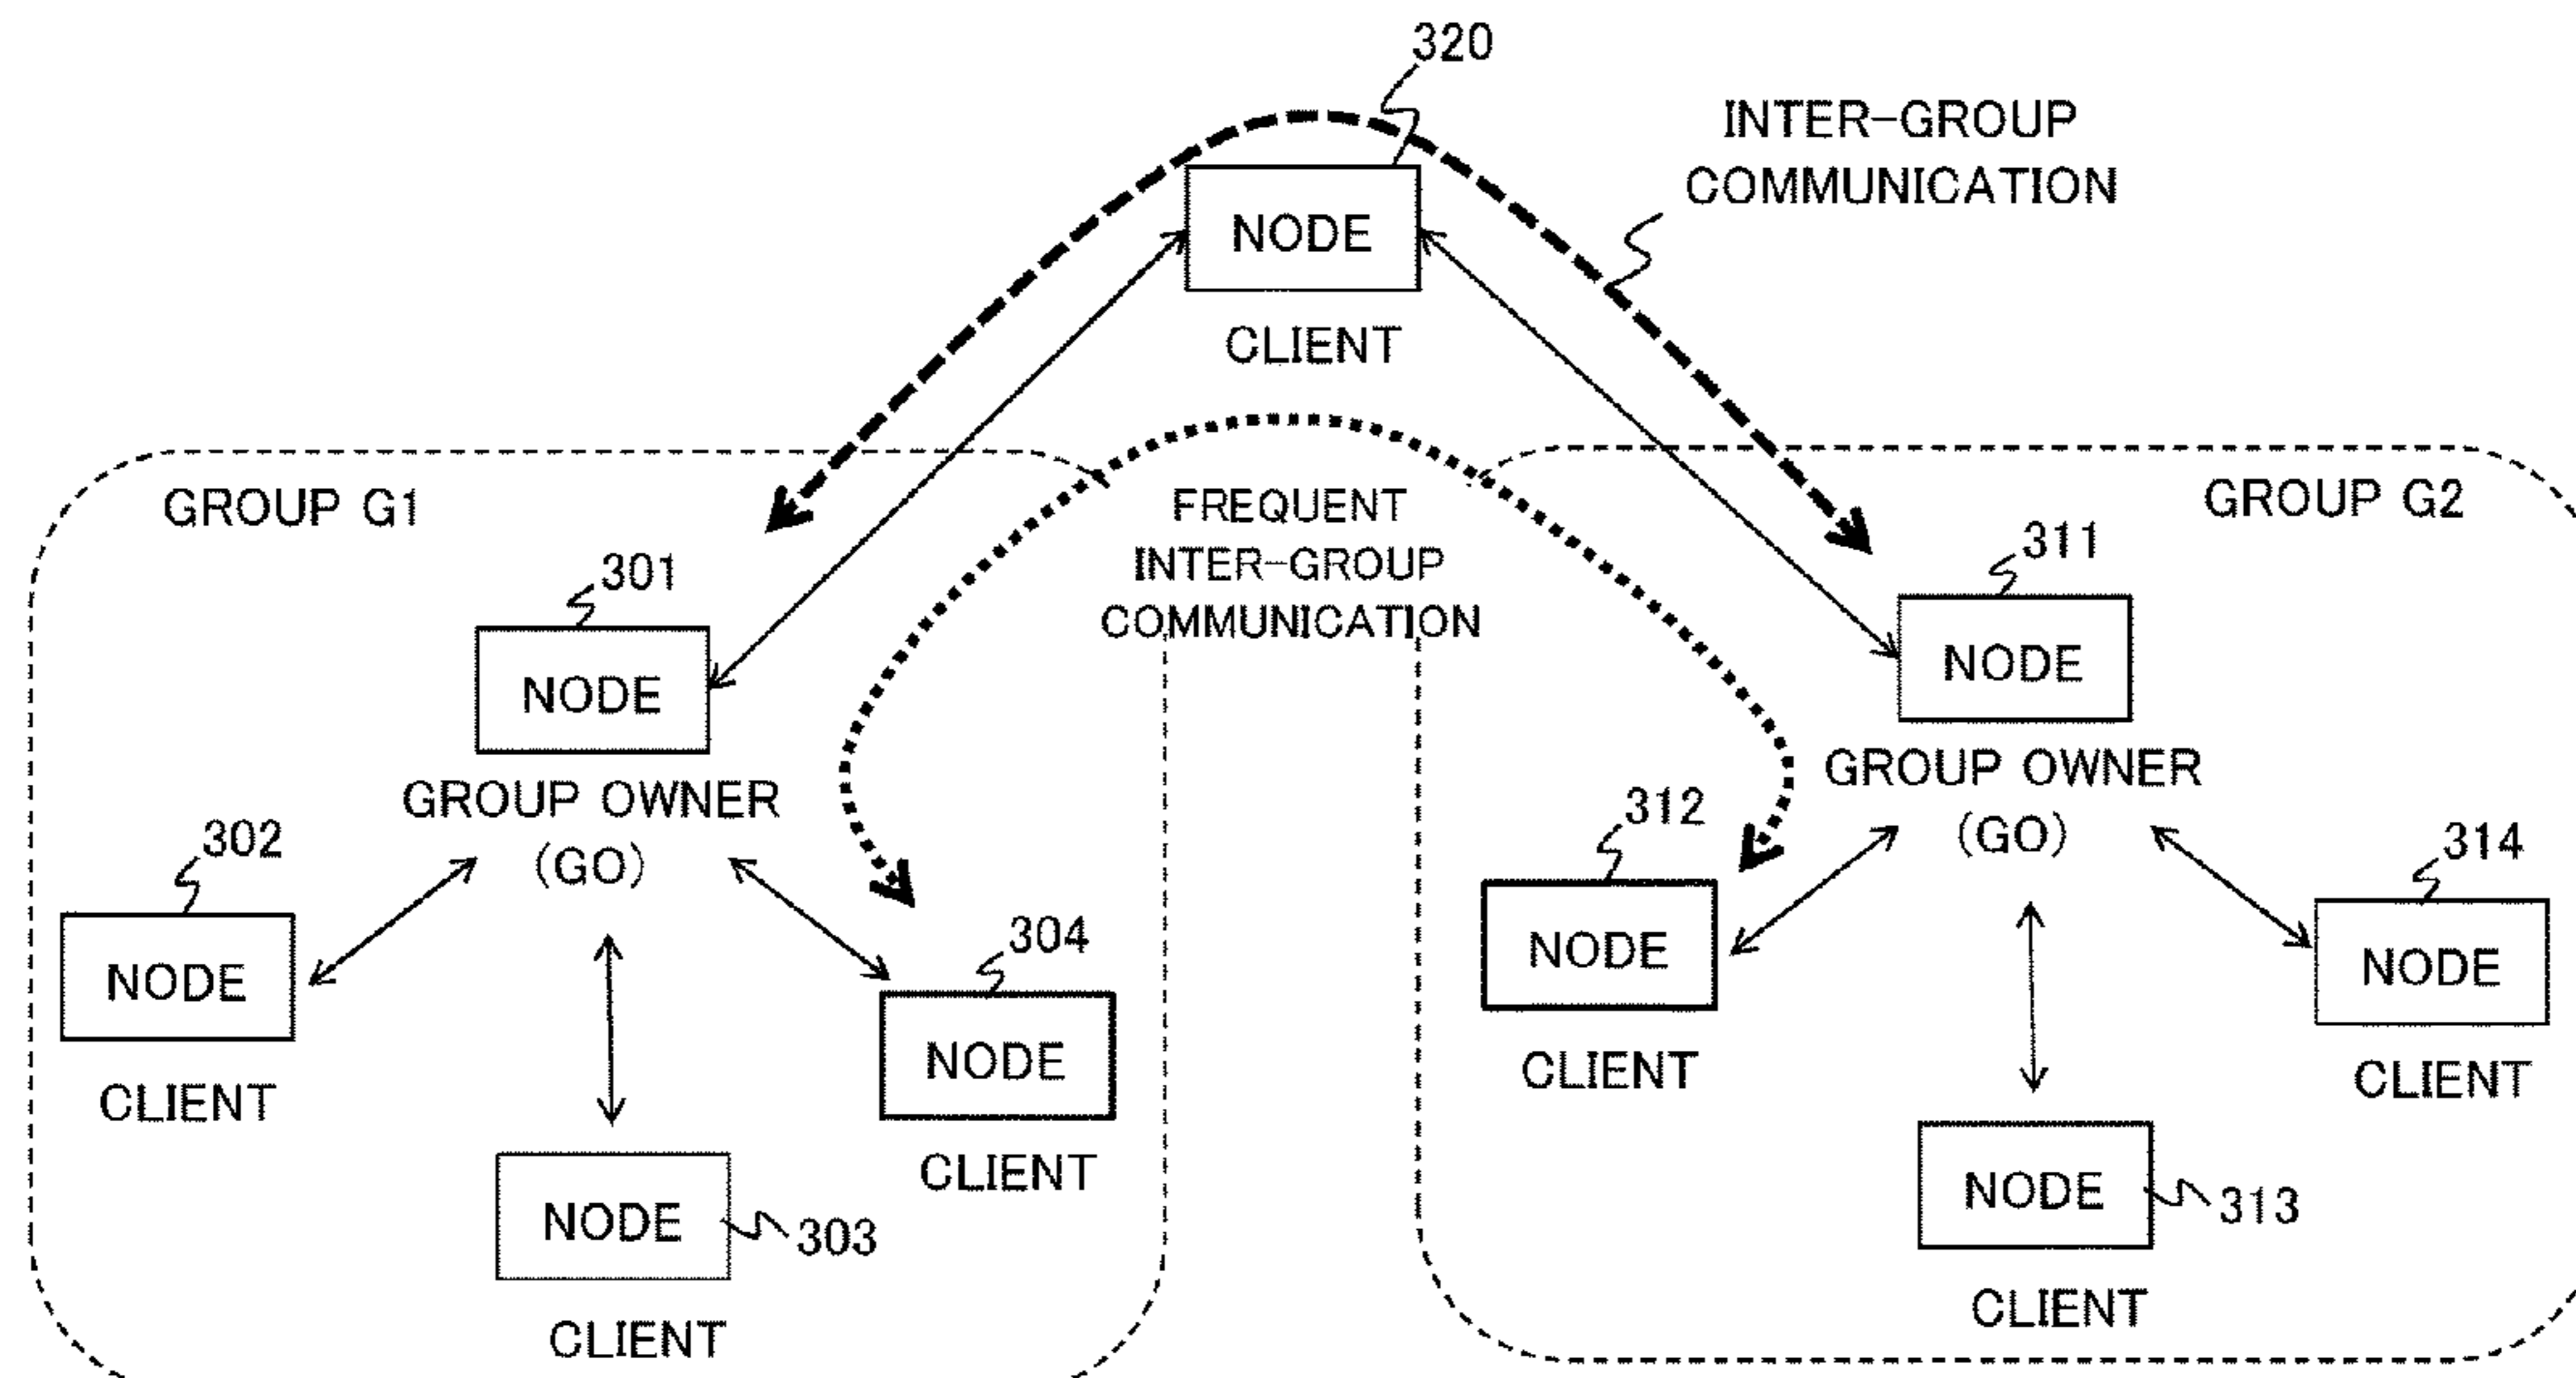 320
INTER-GROUP
COMMUNICATION
NODE
CLIENT
GROUP G1
FREQUENT
INTER-GROUP
COMMUNICATION
GROUP G2
301
NODE
GROUP OWNER
(GO)
302
NODE
CLIENT
304
NODE
CLIENT
NODE
303
CLIENT
311
NODE
GROUP OWNER
(GO)
312
NODE
CLIENT
314
NODE
CLIENT
NODE
313
CLIENT